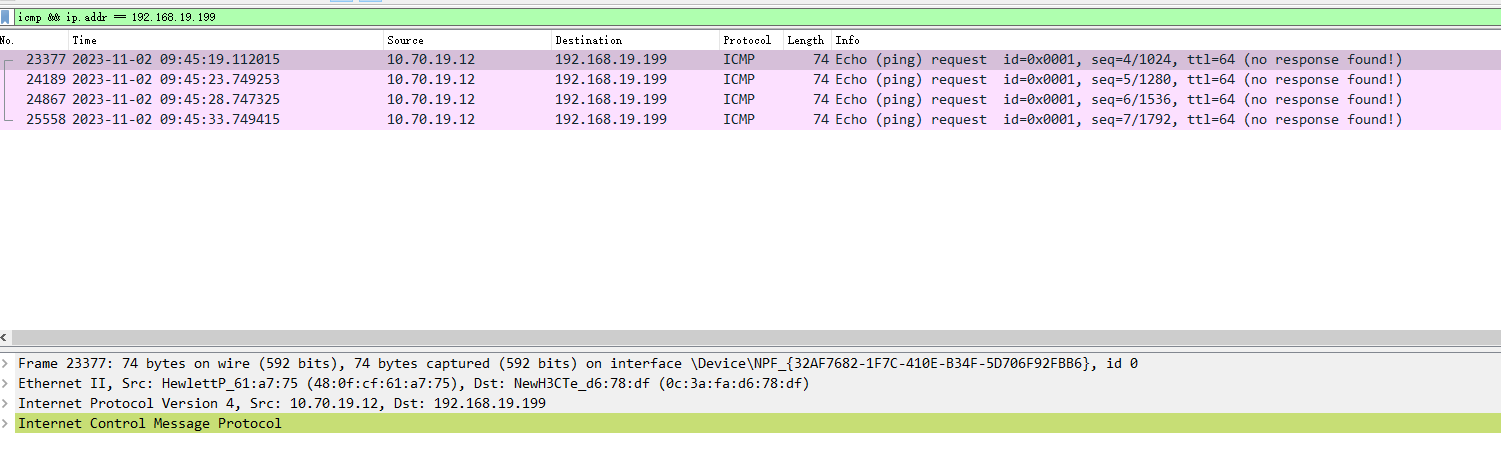 icmp && ip.addr == 192.168.19.199
No. Time Source Destination Protocol Length Info
23377 2023-11-02 09:45:19.112015 10.70.19.12 192.168.19.199 ICMP 74 Echo (ping) request id=0x0001, seq=4/1024, ttl=64 (no response found!)
24189 2023-11-02 09:45:23.749253 10.70.19.12 192.168.19.199 ICMP 74 Echo (ping) request id=0x0001, seq=5/1280, ttl=64 (no response found!)
24867 2023-11-02 09:45:28.747325 10.70.19.12 192.168.19.199 ICMP 74 Echo (ping) request id=0x0001, seq=6/1536, ttl=64 (no response found!)
25558 2023-11-02 09:45:33.749415 10.70.19.12 192.168.19.199 ICMP 74 Echo (ping) request id=0x0001, seq=7/1792, ttl=64 (no response found!)
Frame 23377: 74 bytes on wire (592 bits), 74 bytes captured (592 bits) on interface \Device\NPF_{32AF7682-1F7C-410E-B34F-5D706F92FBB6}, id 0
Ethernet II, Src: HewlettP_61:a7:75 (48:0f:cf:61:a7:75), Dst: NewH3CTe_d6:78:df (0c:3a:fa:d6:78:df)
Internet Protocol Version 4, Src: 10.70.19.12, Dst: 192.168.19.199
Internet Control Message Protocol